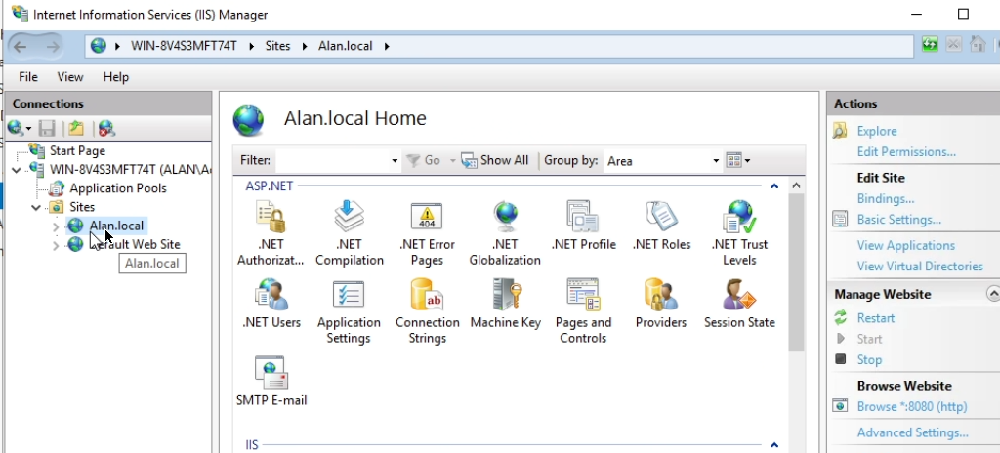 Internet Information Services (IIS) Manager
WIN-8V4S3MFT74T Sites Alan.local
File View Help
Connections
Start Page
WIN-8V4S3MFT74T (ALAN\A
Application Pools
Sites
Alan.local
Default Web Site
Alan.local
Alan.local Home
Filter: Go Show All Group by: Area
ASP.NET
.NET Authorizat...
.NET Compilation
.NET Error Pages
.NET Globalization
.NET Profile
.NET Roles
.NET Trust Levels
.NET Users
Application Settings
Connection Strings
Machine Key
Pages and Controls
Providers
Session State
SMTP E-mail
IIS
Actions
Explore
Edit Permissions...
Edit Site
Bindings...
Basic Settings...
View Applications
View Virtual Directories
Manage Website
Restart
Start
Stop
Browse Website
Browse *:8080 (http)
Advanced Settings...